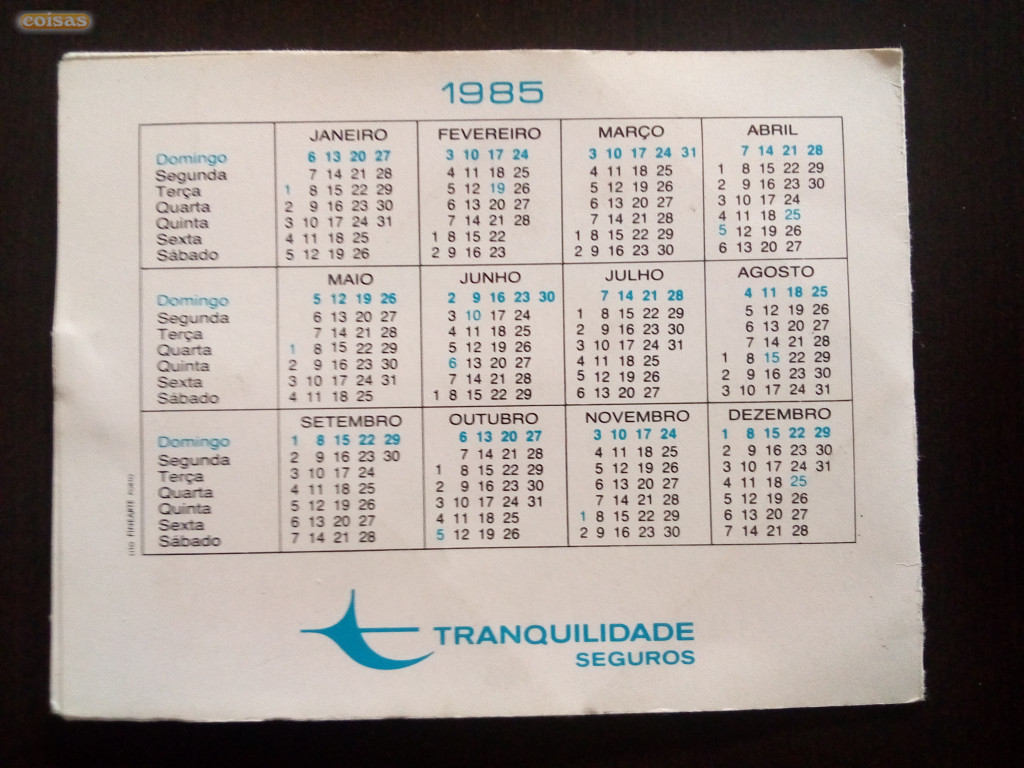 coisas
1985
JANEIRO FEVEREIRO MARÇO ABRIL
Domingo 6 13 20 27 3 10 17 24 3 10 17 24 31 7 14 21 28
Segunda 7 14 21 28 4 11 18 25 4 11 18 25 1 8 15 22 29
Terça 1 8 15 22 29 5 12 19 26 5 12 19 26 2 9 16 23 30
Quarta 2 9 16 23 30 6 13 20 27 6 13 20 27 3 10 17 24
Quinta 3 10 17 24 31 7 14 21 28 7 14 21 28 4 11 18 25
Sexta 4 11 18 25 1 8 15 22 1 8 15 22 29 5 12 19 26
Sábado 5 12 19 26 2 9 16 23 2 9 16 23 30 6 13 20 27
MAIO JUNHO JULHO AGOSTO
Domingo 5 12 19 26 2 9 16 23 30 7 14 21 28 4 11 18 25
Segunda 6 13 20 27 3 10 17 24 1 8 15 22 29 5 12 19 26
Terça 7 14 21 28 4 11 18 25 2 9 16 23 30 6 13 20 27
Quarta 1 8 15 22 29 5 12 19 26 3 10 17 24 31 7 14 21 28
Quinta 2 9 16 23 30 6 13 20 27 4 11 18 25 1 8 15 22 29
Sexta 3 10 17 24 31 7 14 21 28 5 12 19 26 2 9 16 23 30
Sábado 4 11 18 25 1 8 15 22 29 6 13 20 27 3 10 17 24 31
SETEMBRO OUTUBRO NOVEMBRO DEZEMBRO
Domingo 1 8 15 22 29 6 13 20 27 3 10 17 24 1 8 15 22 29
Segunda 2 9 16 23 30 7 14 21 28 4 11 18 25 2 9 16 23 30
Terça 3 10 17 24 1 8 15 22 29 5 12 19 26 3 10 17 24 31
Quarta 4 11 18 25 2 9 16 23 30 6 13 20 27 4 11 18 25
Quinta 5 12 19 26 3 10 17 24 31 7 14 21 28 5 12 19 26
Sexta 6 13 20 27 4 11 18 25 1 8 15 22 29 6 13 20 27
Sábado 7 14 21 28 5 12 19 26 2 9 16 23 30 7 14 21 28
LITO FINEARTE PORTO
TRANQUILIDADE
SEGUROS